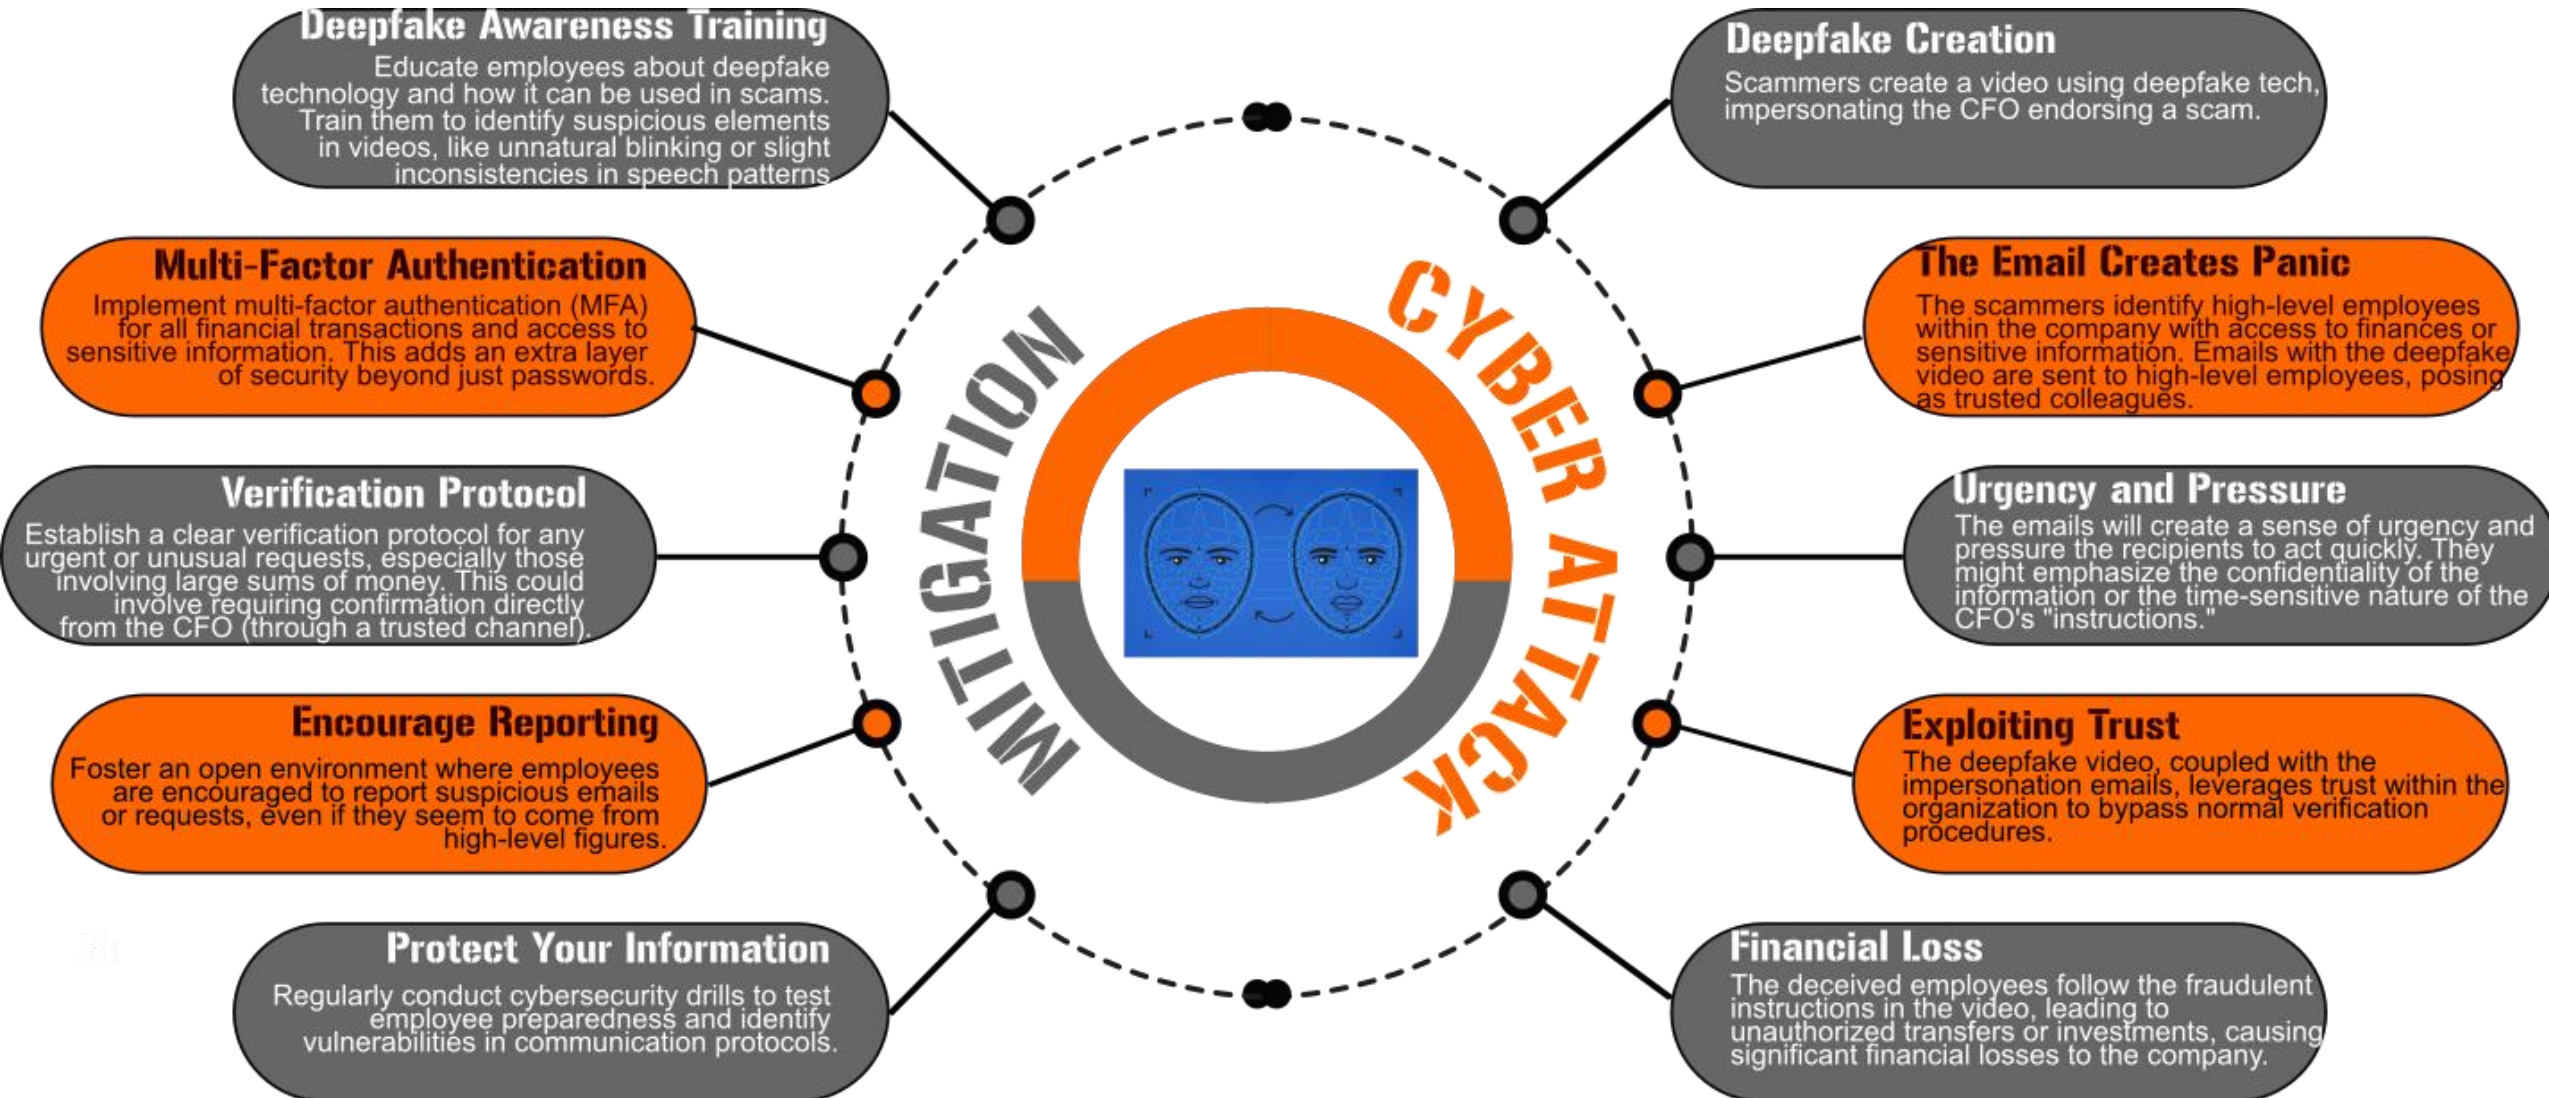 Deepfake Awareness Training
Educate employees about deepfake
technology and how it can be used in scams.
Train them to identify suspicious elements
in videos, like unnatural blinking or slight
inconsistencies in speech patterns
Multi-Factor Authentication
Implement multi-factor authentication (MFA)
for all financial transactions and access to
sensitive information. This adds an extra layer
of security beyond just passwords.
Verification Protocol
Establish a clear verification protocol for any
urgent or unusual requests, especially those
involving large sums of money. This could
involve requiring confirmation directly
from the CFO (through a trusted channel).
Encourage Reporting
Foster an open environment where employees
are encouraged to report suspicious emails
or requests, even if they seem to come from
high-level figures.
Protect Your Information
Regularly conduct cybersecurity drills to test
employee preparedness and identify
vulnerabilities in communication protocols.
MITIGATION
CYBER ATTACK
Deepfake Creation
Scammers create a video using deepfake tech,
impersonating the CFO endorsing a scam.
The Email Creates Panic
The scammers identify high-level employees
within the company with access to finances or
sensitive information. Emails with the deepfake
video are sent to high-level employees, posing
as trusted colleagues.
Urgency and Pressure
The emails will create a sense of urgency and
pressure the recipients to act quickly. They
might emphasize the confidentiality of the
information or the time-sensitive nature of the
CFO's "instructions."
Exploiting Trust
The deepfake video, coupled with the
impersonation emails, leverages trust within the
organization to bypass normal verification
procedures.
Financial Loss
The deceived employees follow the fraudulent
instructions in the video, leading to
unauthorized transfers or investments, causing
significant financial losses to the company.